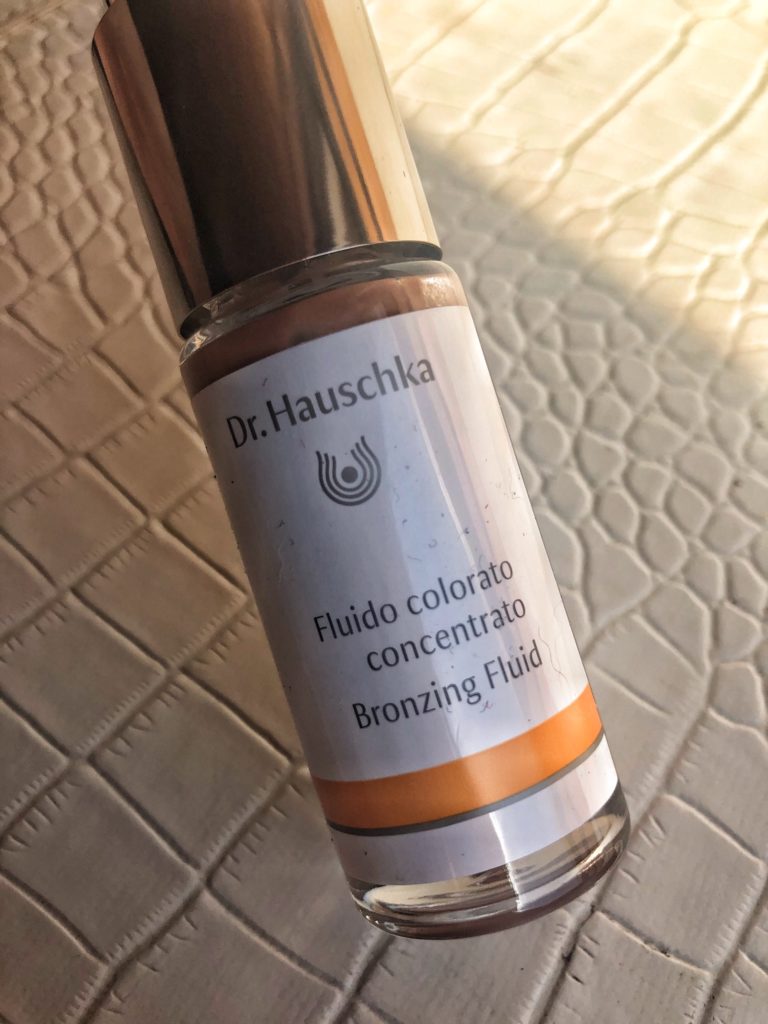 Dr. Hauschka
Fluido colorato
concentrato
Bronzing Fluid